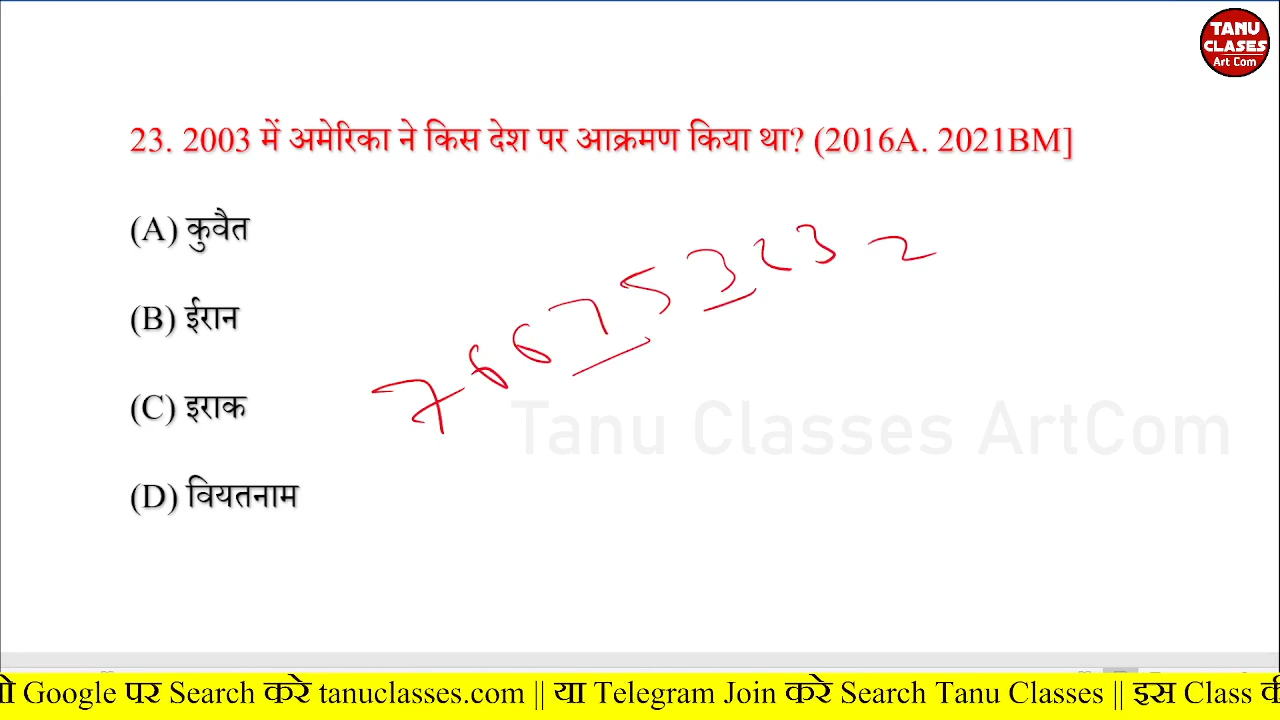 TANU
CLASES
Art Com
23. 2003 में अमेरिका ने किस देश पर आक्रमण किया था? (2016A. 2021BM]
(A) कुवैत
(B) ईरान
(C) इराक
(D) वियतनाम
Tanu Classes ArtCom
Google पर Search करे tanuclasses.com || या Telegram Join करे Search Tanu Classes || इस Class